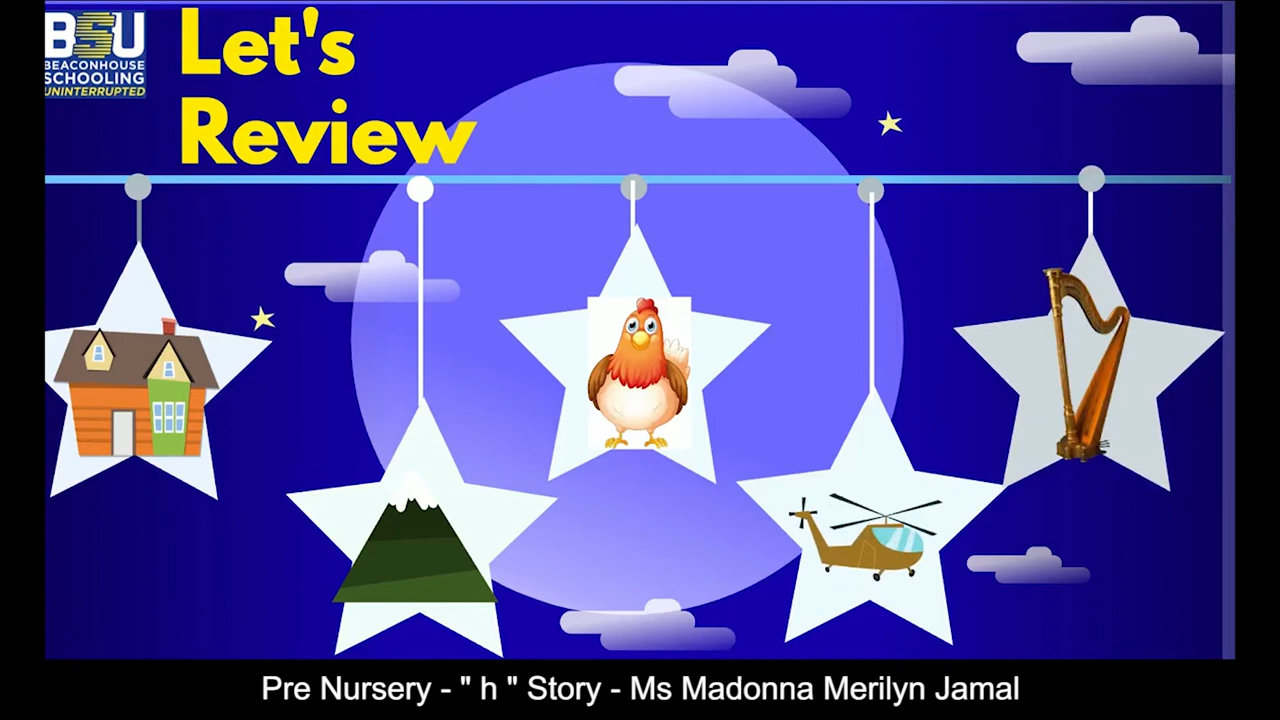 BSU
BEACONHOUSE
SCHOOLING
UNINTERRUPTED
Let's
Review
Pre Nursery - " h " Story - Ms Madonna Merilyn Jamal